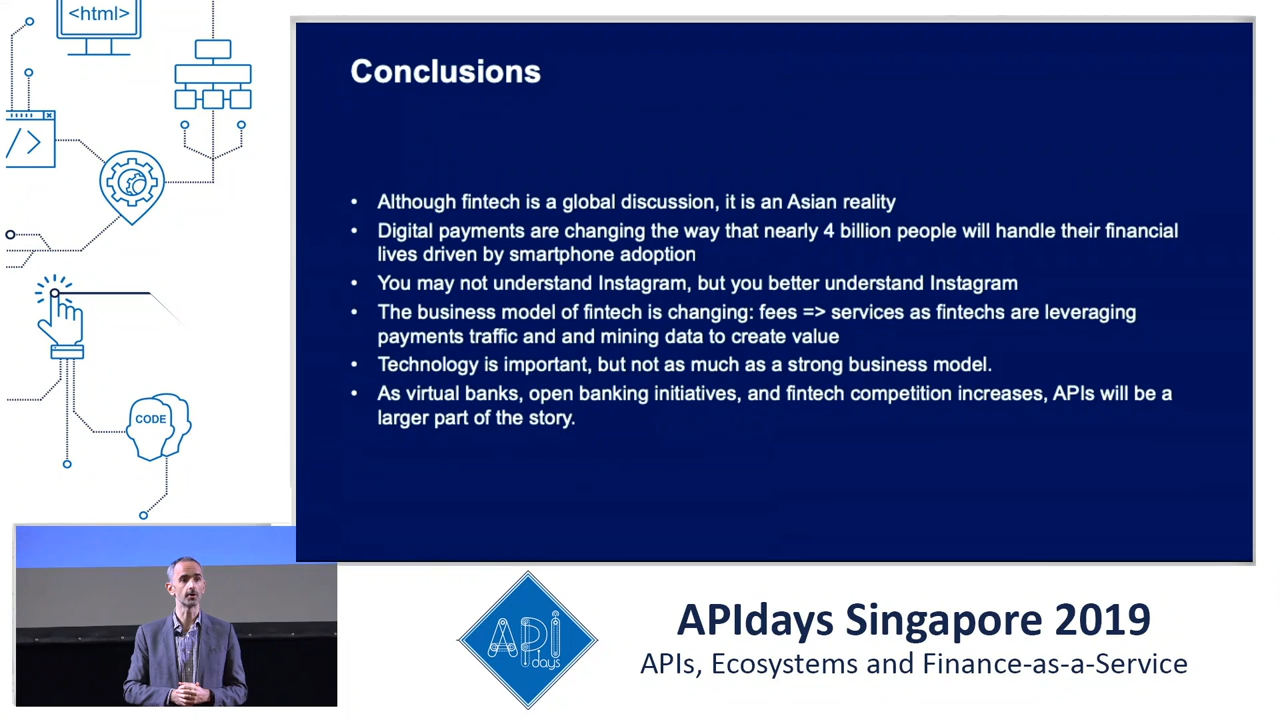 <html>
Conclusions
</>
• Although fintech is a global discussion, it is an Asian reality
• Digital payments are changing the way that nearly 4 billion people will handle their financial
lives driven by smartphone adoption
• You may not understand Instagram, but you better understand Instagram
• The business model of fintech is changing: fees => services as fintechs are leveraging
payments traffic and and mining data to create value
• Technology is important, but not as much as a strong business model.
• As virtual banks, open banking initiatives, and fintech competition increases, APIs will be a
larger part of the story.
CODE
API
days
APIdays Singapore 2019
APIs, Ecosystems and Finance-as-a-Service